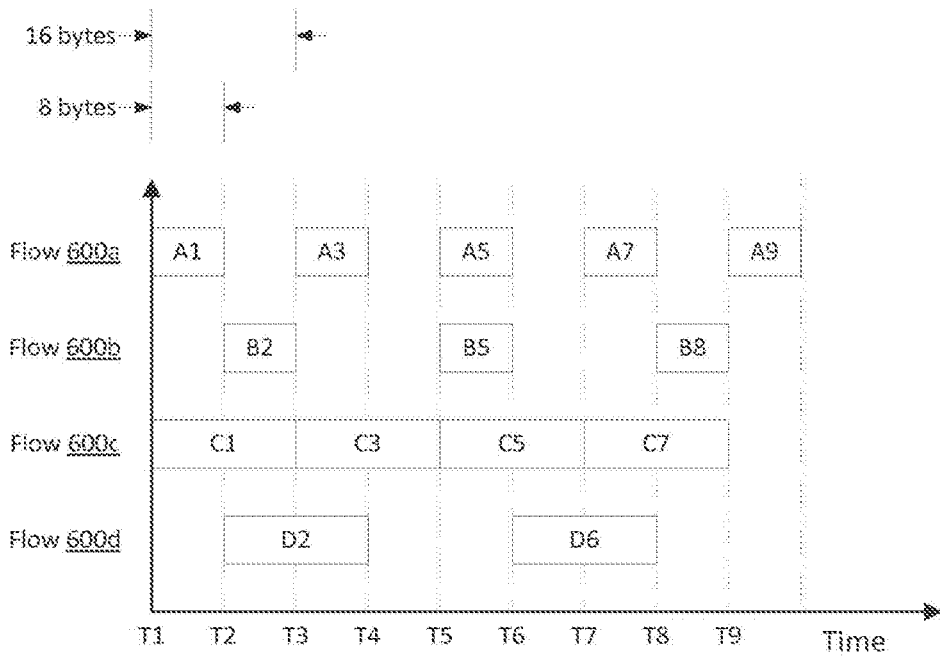 16 bytes
8 bytes
Flow 600a A1 A3 A5 A7 A9
Flow 600b B2 B5 B8
Flow 600c C1 C3 C5 C7
Flow 600d D2 D6
T1 T2 T3 T4 T5 T6 T7 T8 T9 Time